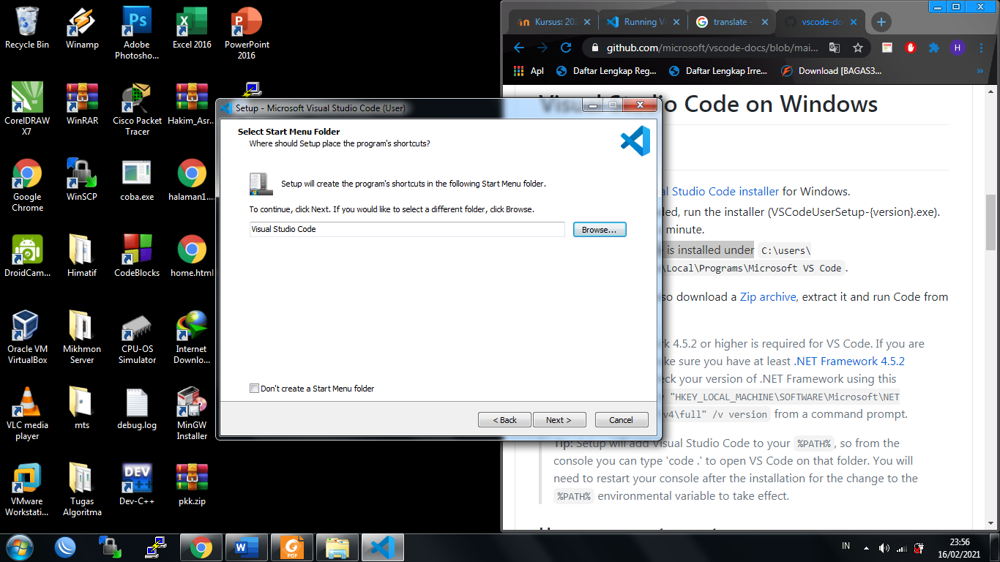 Recycle Bin
Winamp
Adobe
Photosho...
Excel 2016
PowerPoint
2016
CorelDRAW
X7
WinRAR
Cisco Packet
Tracer
Hakim_Asr...
Google
Chrome
WinSCP
coba.exe
halaman1....
DroidCam...
Himatif
CodeBlocks
home.html
Oracle VM
VirtualBox
Mikhmon
Server
CPU-OS
Simulator
Internet
Downlo...
VLC media
player
mts
debug.log
MinGW
Installer
VMware
Workstati...
Tugas
Algoritma
DEV
Dev-C++
pkk.zip
Setup - Microsoft Visual Studio Code (User)
Select Start Menu Folder
Where should Setup place the program's shortcuts?
Setup will create the program's shortcuts in the following Start Menu folder.
To continue, click Next. If you would like to select a different folder, click Browse.
Visual Studio Code
Browse...
Don't create a Start Menu folder
< Back
Next >
Cancel
Kursus: 202
Running V
translate -
vscode-do
github.com/microsoft/vscode-docs/blob/mai...
H
Apl
Daftar Lengkap Reg...
Daftar Lengkap Irre...
Download [BAGAS3...
Visual Studio Code on Windows
al Studio Code installer for Windows.
ded, run the installer (VSCodeUserSetup-{version}.exe).
minute.
is installed under C:\users\
\Local\Programs\Microsoft VS Code.
so download a Zip archive, extract it and run Code from
k 4.5.2 or higher is required for VS Code. If you are
ke sure you have at least .NET Framework 4.5.2
eck your version of .NET Framework using this
"HKEY_LOCAL_MACHINE\SOFTWARE\Microsoft\NET
v4\full" /v version from a command prompt.
Tip: Setup will add Visual Studio Code to your %PATH%, so from the
console you can type 'code .' to open VS Code on that folder. You will
need to restart your console after the installation for the change to the
%PATH% environmental variable to take effect.
PDF
IN
23:56
16/02/2021